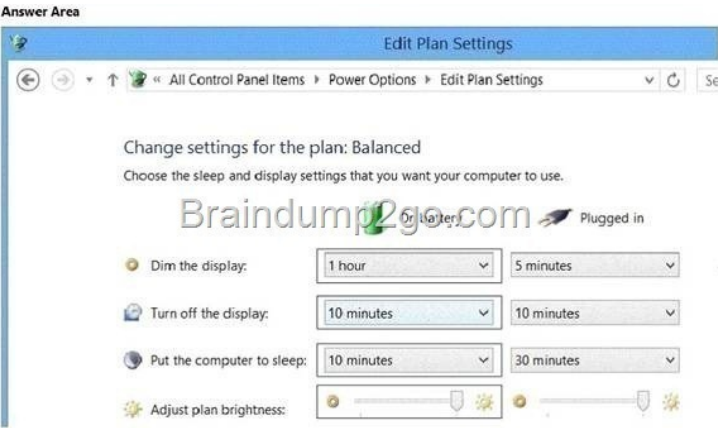 Answer Area
Edit Plan Settings
« All Control Panel Items ▸ Power Options ▸ Edit Plan Settings
Se
Change settings for the plan: Balanced
Choose the sleep and display settings that you want your computer to use.
Braindump2go.com
On battery
Plugged in
Dim the display: 1 hour 5 minutes
Turn off the display: 10 minutes 10 minutes
Put the computer to sleep: 10 minutes 30 minutes
Adjust plan brightness: